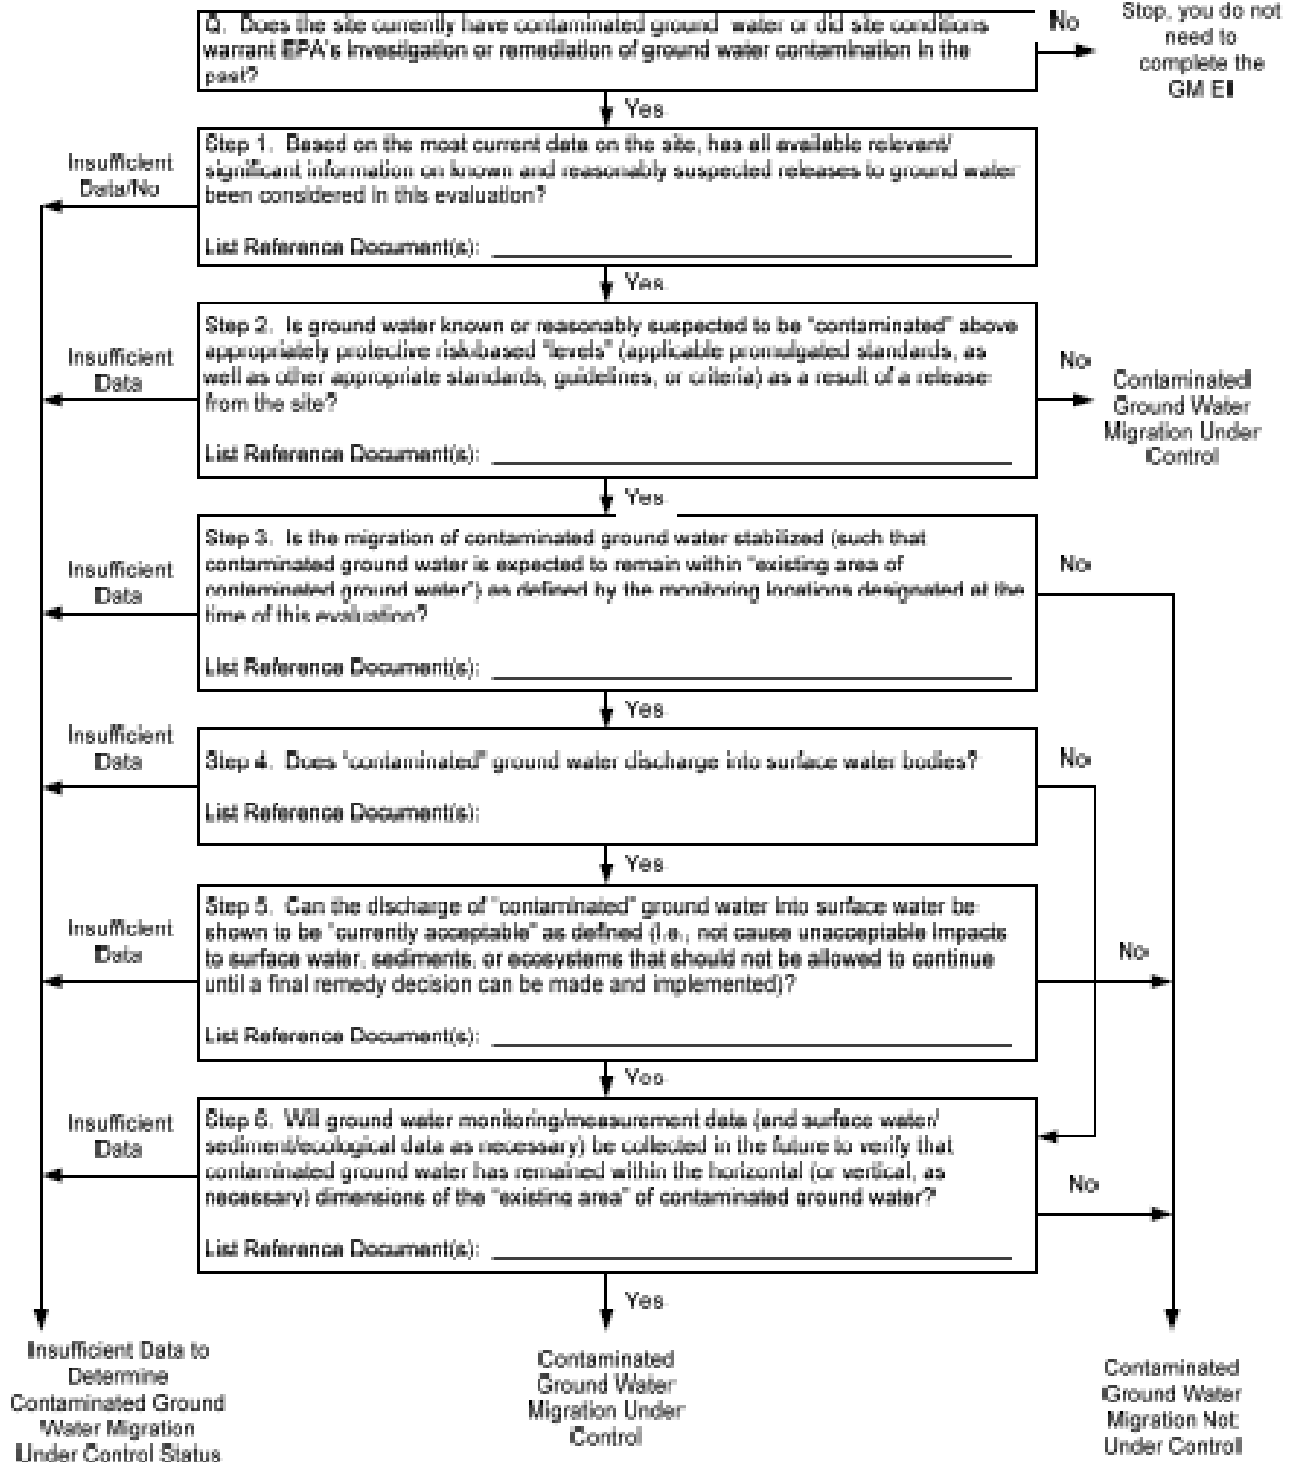 Q. Does the site currently have contaminated ground water or did site conditions
warrant EPA's investigation or remediation of ground water contamination in the
past?
No
Stop, you do not
need to
complete the
GM EI
Yes
Insufficient
Data/No
Step 1. Based on the most current data on the site, has all available relevant/
significant information on known and reasonably suspected releases to ground water
been considered in this evaluation?
List Reference Document(s):
Yes
Insufficient
Data
Step 2. Is ground water known or reasonably suspected to be "contaminated" above
appropriately protective risk-based "levels" (applicable promulgated standards, as
well as other appropriate standards, guidelines, or criteria) as a result of a release
from the site?
List Reference Document(s):
No
Contaminated
Ground Water
Migration Under
Control
Yes
Insufficient
Data
Step 3. Is the migration of contaminated ground water stabilized (such that
contaminated ground water is expected to remain within "existing area of
contaminated ground water") as defined by the monitoring locations designated at the
time of this evaluation?
List Reference Document(s):
No
Yes
Insufficient
Data
Step 4. Does "contaminated" ground water discharge into surface water bodies?
List Reference Document(s):
No
Yes
Insufficient
Data
Step 5. Can the discharge of "contaminated" ground water into surface water be
shown to be "currently acceptable" as defined (i.e., not cause unacceptable impacts
to surface water, sediments, or ecosystems that should not be allowed to continue
until a final remedy decision can be made and implemented)?
List Reference Document(s):
No
Yes
Insufficient
Data
Step 6. Will ground water monitoring/measurement data (and surface water/
sediment/ecological data as necessary) be collected in the future to verify that
contaminated ground water has remained within the horizontal (or vertical, as
necessary) dimensions of the "existing area" of contaminated ground water?
List Reference Document(s):
No
Yes
Insufficient Data to
Determine
Contaminated Ground
Water Migration
Under Control Status
Contaminated
Ground Water
Migration Under
Control
Contaminated
Ground Water
Migration Not
Under Control